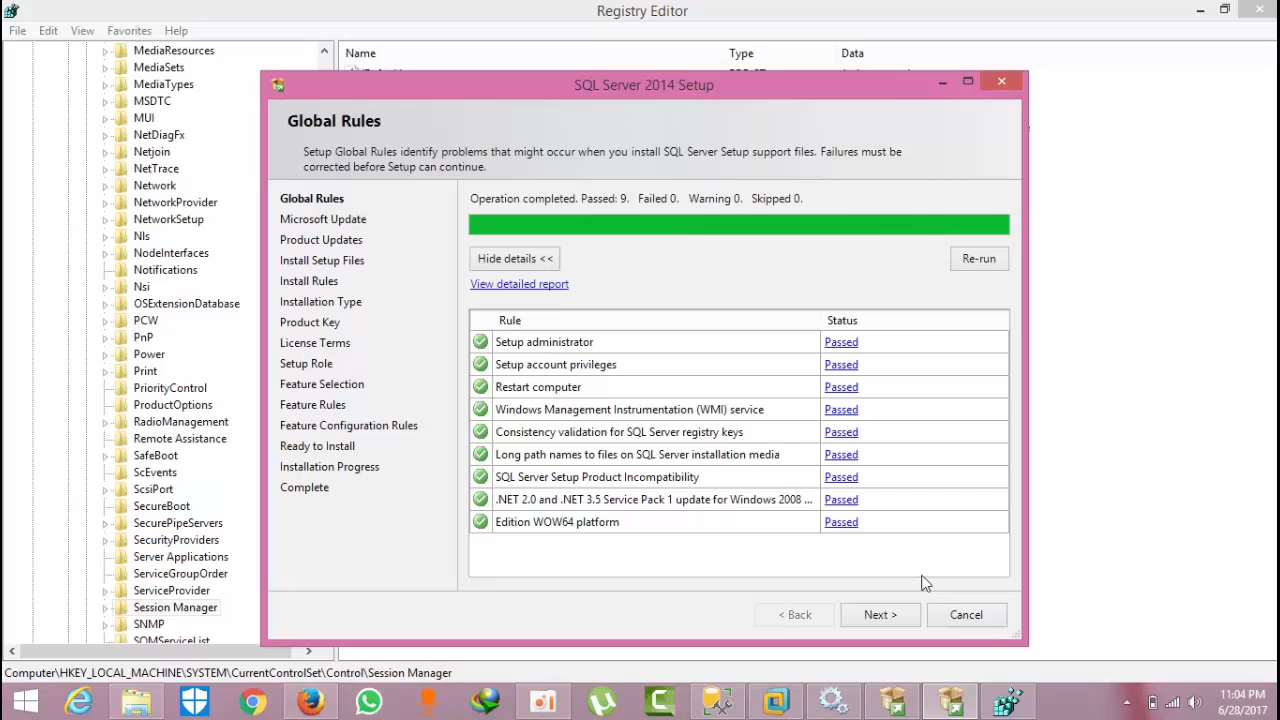 Registry Editor
File Edit View Favorites Help
MediaResources
MediaSets
MediaTypes
MSDTC
MUI
NetDiagFx
Netjoin
NetTrace
Network
NetworkProvider
NetworkSetup
Nls
NodeInterfaces
Notifications
Nsi
OSExtensionDatabase
PCW
PnP
Power
Print
PriorityControl
ProductOptions
RadioManagement
Remote Assistance
SafeBoot
ScEvents
ScsiPort
SecureBoot
SecurePipeServers
SecurityProviders
Server Applications
ServiceGroupOrder
ServiceProvider
Session Manager
SNMP
SQMServiceList
Name Type Data
SQL Server 2014 Setup
Global Rules
Setup Global Rules identify problems that might occur when you install SQL Server Setup support files. Failures must be
corrected before Setup can continue.
Global Rules
Microsoft Update
Product Updates
Install Setup Files
Install Rules
Installation Type
Product Key
License Terms
Setup Role
Feature Selection
Feature Rules
Feature Configuration Rules
Ready to Install
Installation Progress
Complete
Operation completed. Passed: 9. Failed 0. Warning 0. Skipped 0.
Hide details << Re-run
View detailed report
Rule Status
Setup administrator Passed
Setup account privileges Passed
Restart computer Passed
Windows Management Instrumentation (WMI) service Passed
Consistency validation for SQL Server registry keys Passed
Long path names to files on SQL Server installation media Passed
SQL Server Setup Product Incompatibility Passed
.NET 2.0 and .NET 3.5 Service Pack 1 update for Windows 2008 ... Passed
Edition WOW64 platform Passed
< Back Next > Cancel
Computer\HKEY_LOCAL_MACHINE\SYSTEM\CurrentControlSet\Control\Session Manager
11:04 PM
6/28/2017